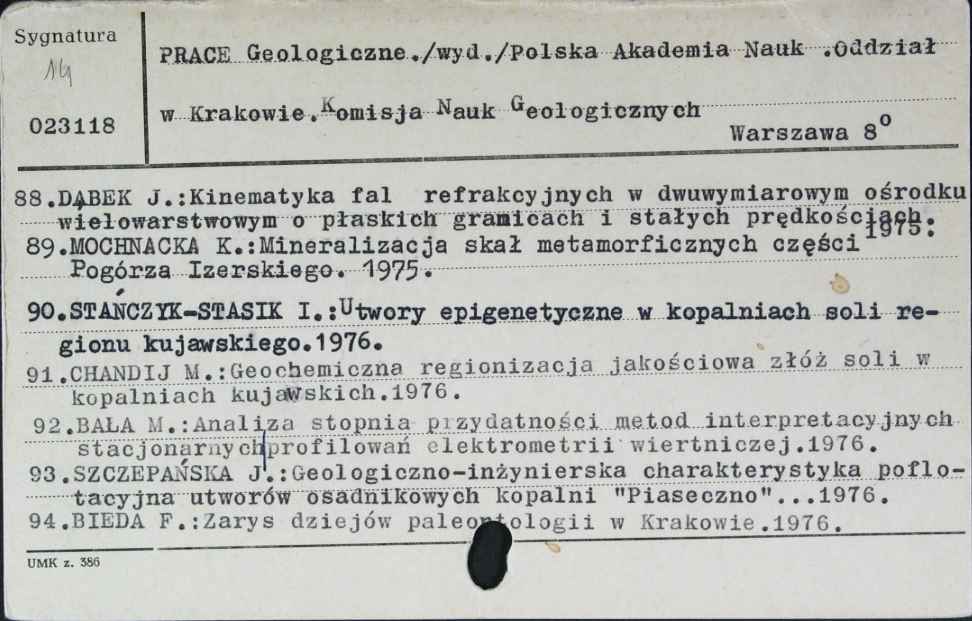 Sygnatura
PRACE Geologiczne./wyd./Polska Akademia Nauk .Oddział
023118
w Krakowie.Komisja Nauk Geologicznych
Warszawa 8⁰
88.DĄBEK J.:Kinematyka fal refrakcyjnych w dwuwymiarowym ośrodku
wielowarstwowym o płaskich gramicach i stałych prędkościach.
1975.
89.MOCHNACKA K.:Mineralizacja skał metamorficznych części
Pogórza Izerskiego. 1975.
90.STAŃCZYK-STASIK I.:Utwory epigenetyczne w kopalniach soli re-
gionu kujawskiego.1976.
91.CHANDIJ M.:Geochemiczna regionizacja jakościowa złóż soli w
kopalniach kujawskich.1976.
92.BAŁA M.:Analiza stopnia przydatności metod interpretacyjnych
stacjonarnych|profilowań elektrometrii wiertniczej.1976.
93.SZCZEPAŃSKA J.:Geologiczno-inżynierska charakterystyka poflo-
tacyjna utworów osadnikowych kopalni "Piaseczno"...1976.
94.BIEDA F.:Zarys dziejów paleontologii w Krakowie.1976.
UMK z. 386